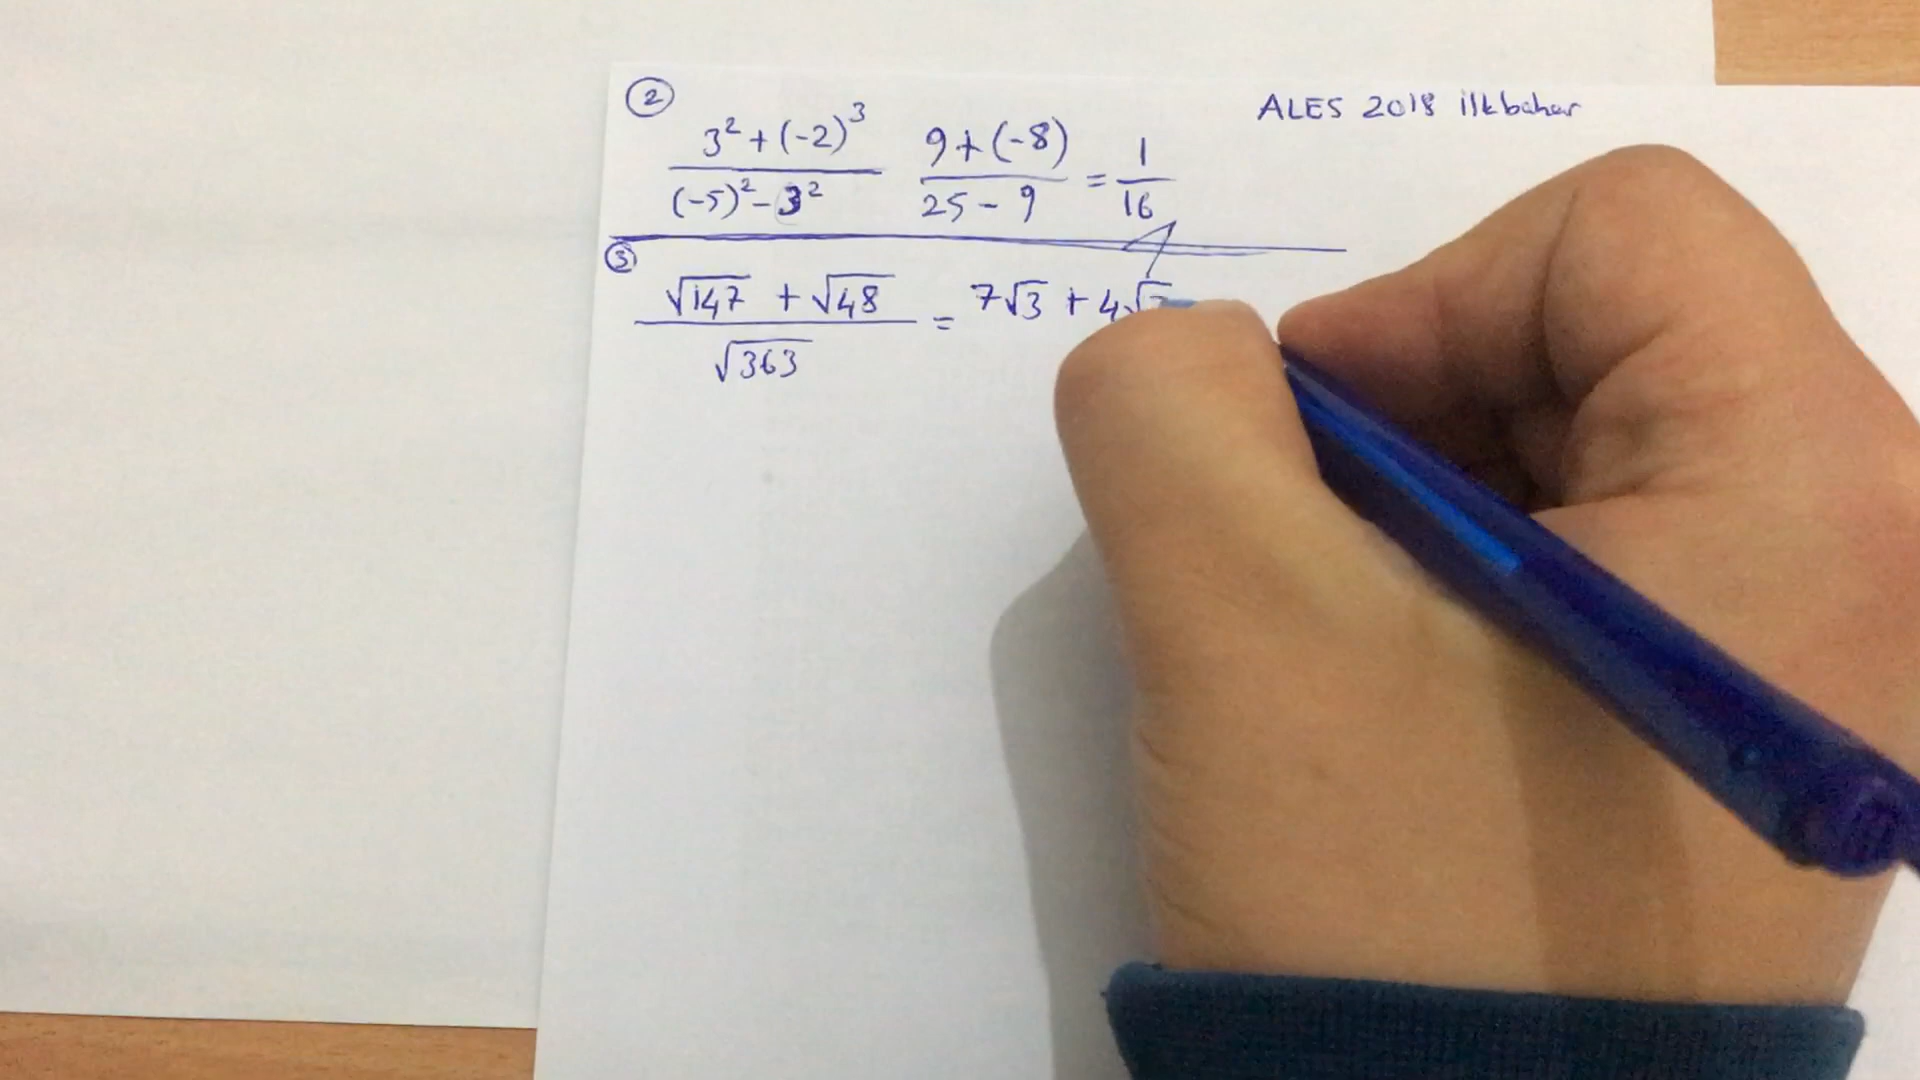 ② ALES 2018 ilkbahar
3² + (-2)³ / (-5)² - 3² 9 + (-8) / 25 - 9 = 1 / 16
③
√147 + √48 / √363 = 7√3 + 4√